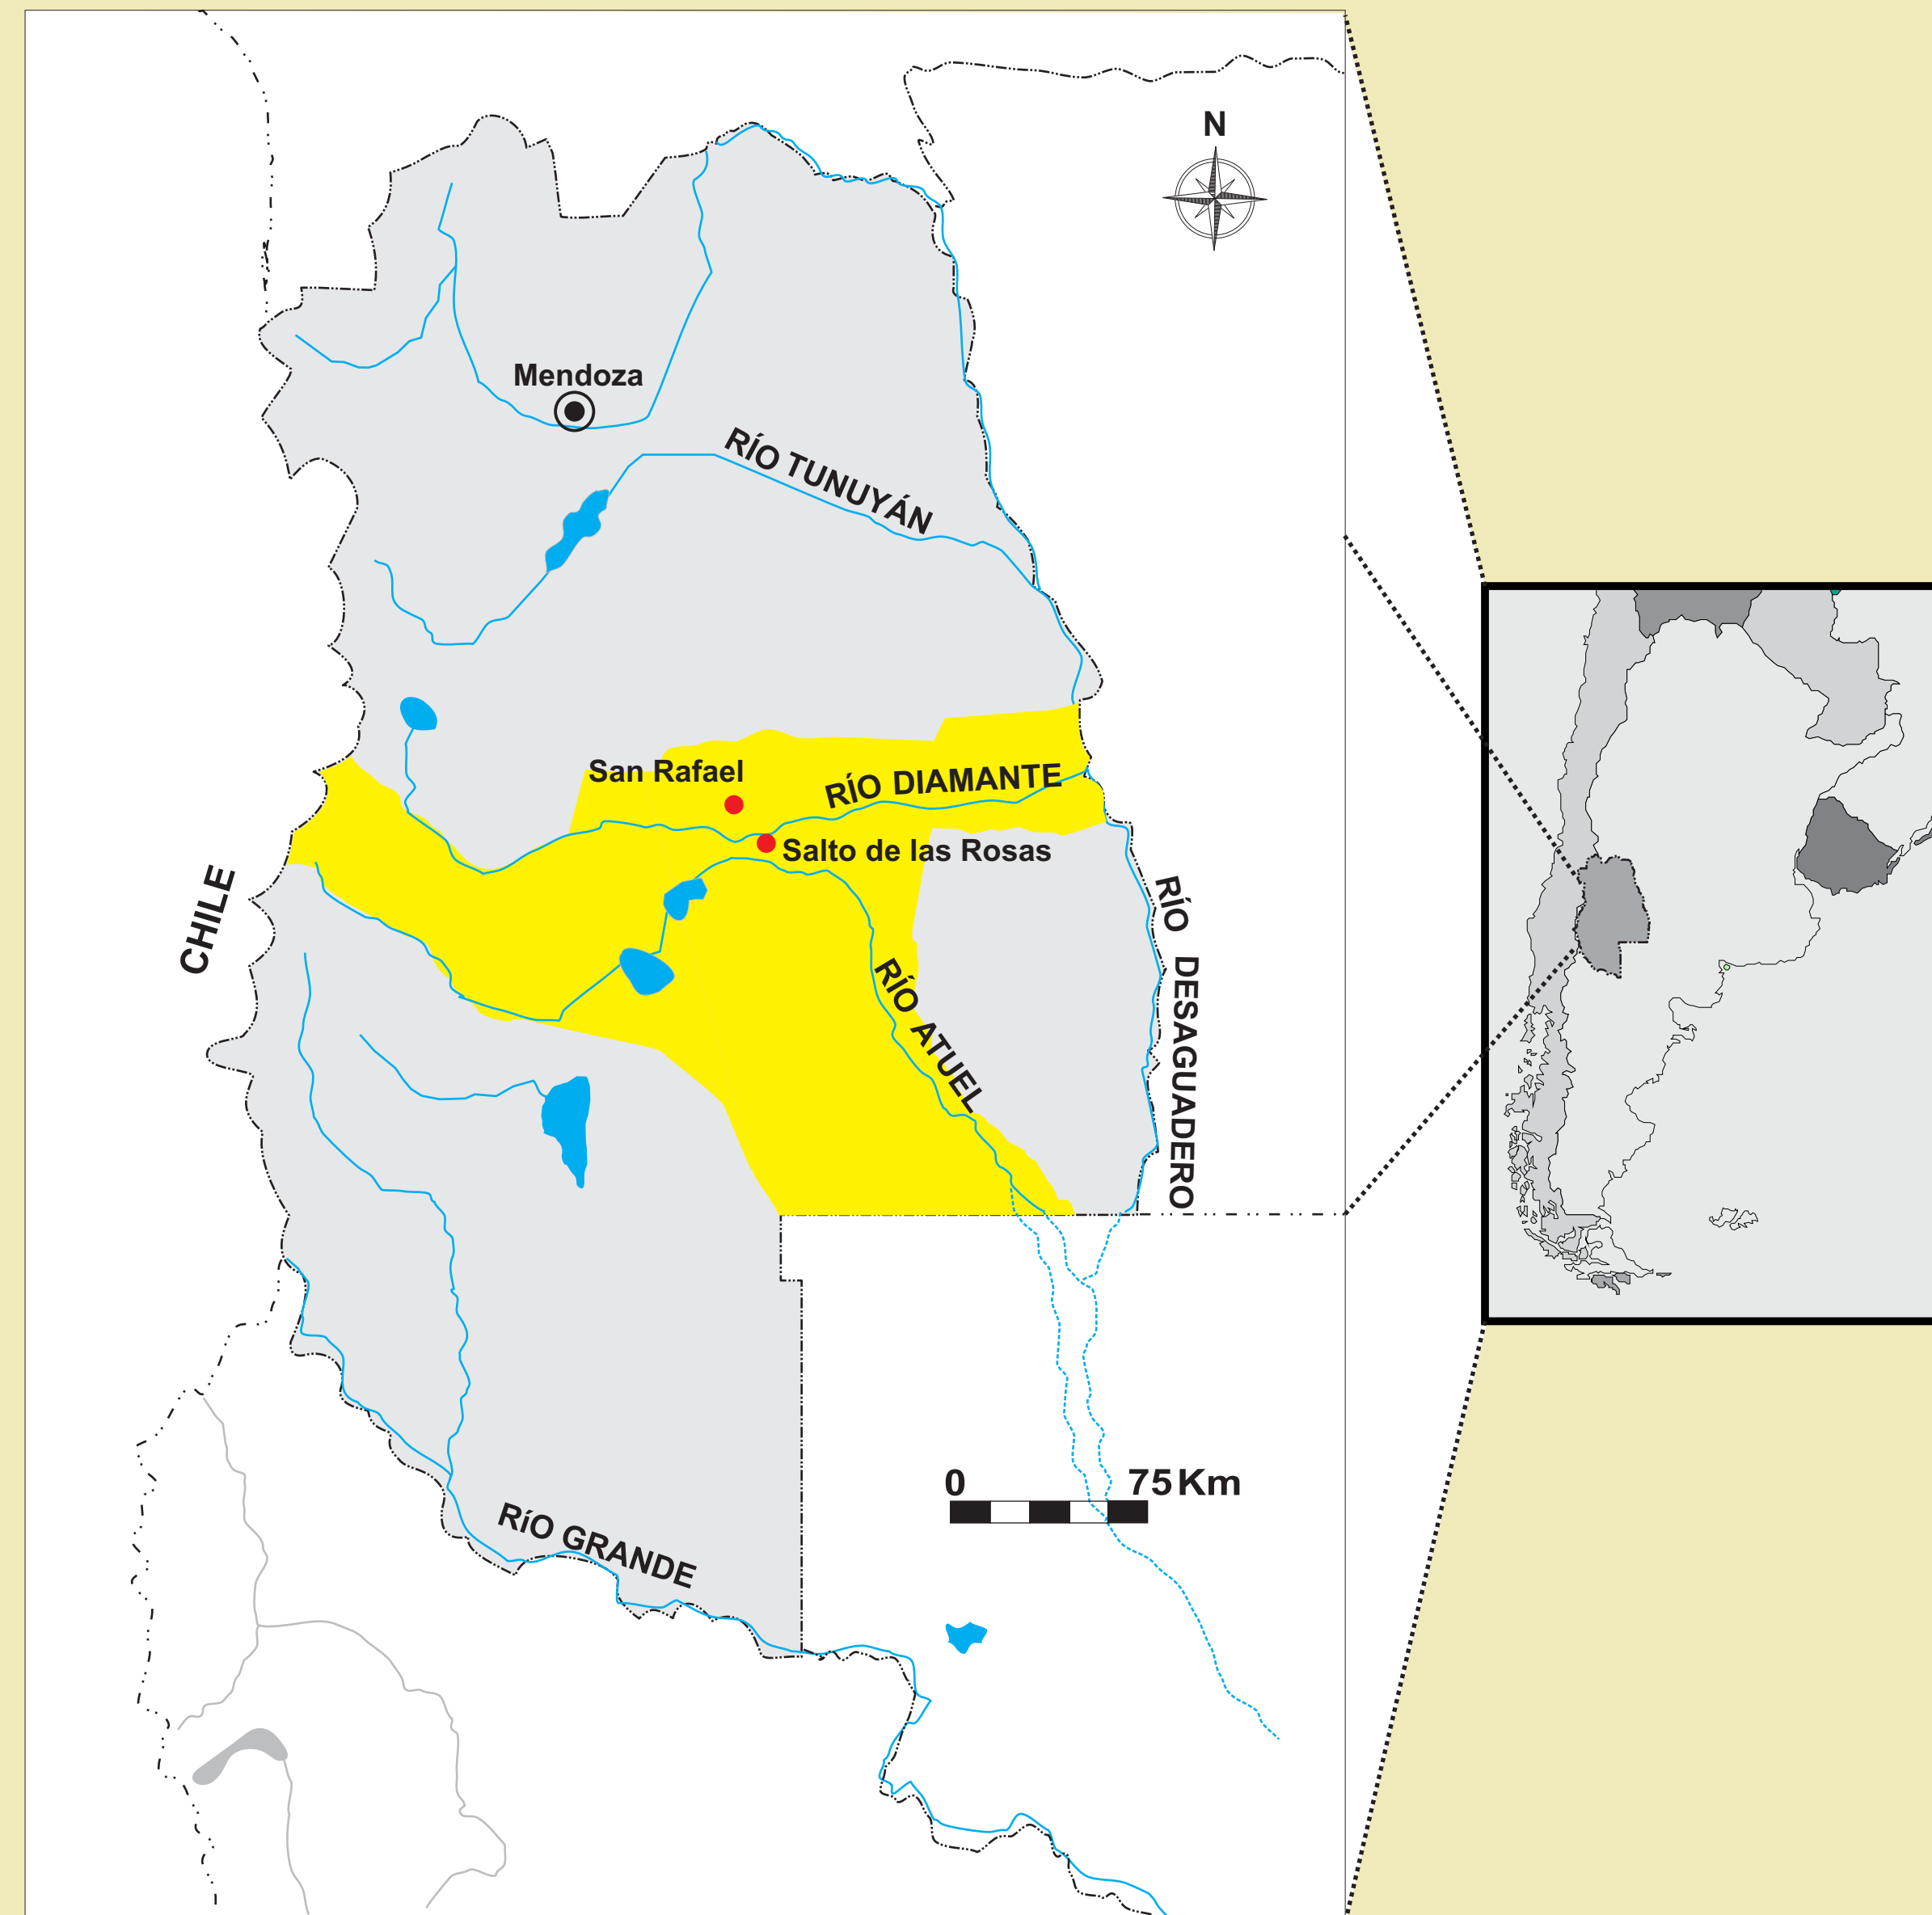 N
Mendoza
RÍO TUNUYÁN
San Rafael
RÍO DIAMANTE
Salto de las Rosas
CHILE
RÍO DESAGUADERO
RÍO ATUEL
0 75 Km
RíO GRANDE